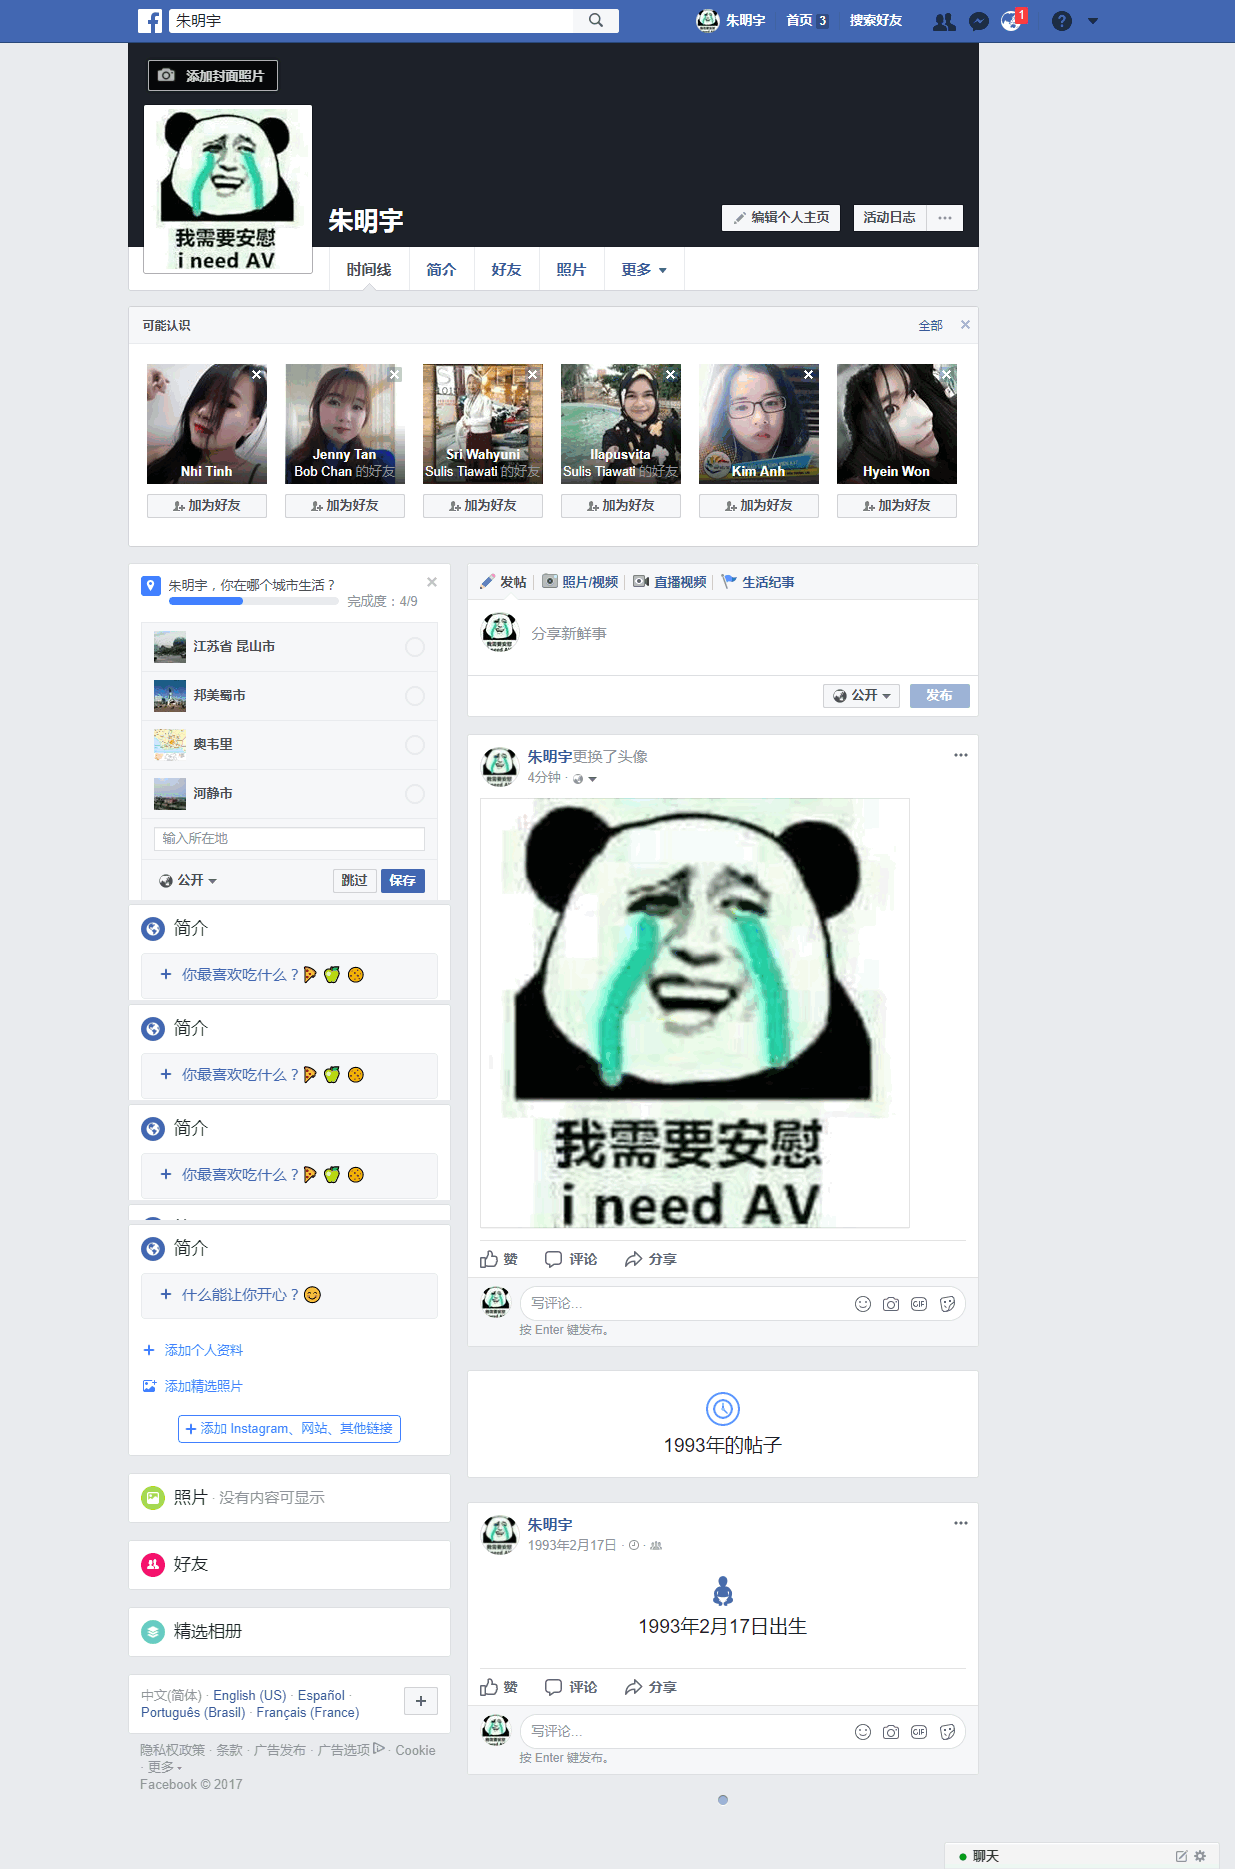 朱明宇
朱明宇 首页 3 搜索好友 1
添加封面照片
我需要安慰
i need AV
朱明宇
编辑个人主页 活动日志
时间线 简介 好友 照片 更多
可能认识 全部
Nhi Tinh
Jenny Tan
Bob Chan 的好友
Sri Wahyuni
Sulis Tiawati 的好友
Ilapusvita
Sulis Tiawati 的好友
Kim Anh
Hyein Won
加为好友 加为好友 加为好友 加为好友 加为好友 加为好友
朱明宇，你在哪个城市生活？
完成度：4/9
江苏省 昆山市
邦美蜀市
奥韦里
河静市
输入所在地
公开 跳过 保存
简介
你最喜欢吃什么？
简介
你最喜欢吃什么？
简介
你最喜欢吃什么？
简介
什么能让你开心？
添加个人资料
添加精选照片
添加 Instagram、网站、其他链接
照片 · 没有内容可显示
好友
精选相册
中文(简体) · English (US) · Español ·
Português (Brasil) · Français (France)
隐私权政策 · 条款 · 广告发布 · 广告选项 · Cookie
· 更多
Facebook © 2017
发帖 照片/视频 直播视频 生活纪事
分享新鲜事
公开 发布
朱明宇更换了头像
4分钟 ·
我需要安慰
i need AV
赞 评论 分享
写评论... GIF
按 Enter 键发布。
1993年的帖子
朱明宇
1993年2月17日 · ·
1993年2月17日出生
赞 评论 分享
写评论... GIF
按 Enter 键发布。
聊天